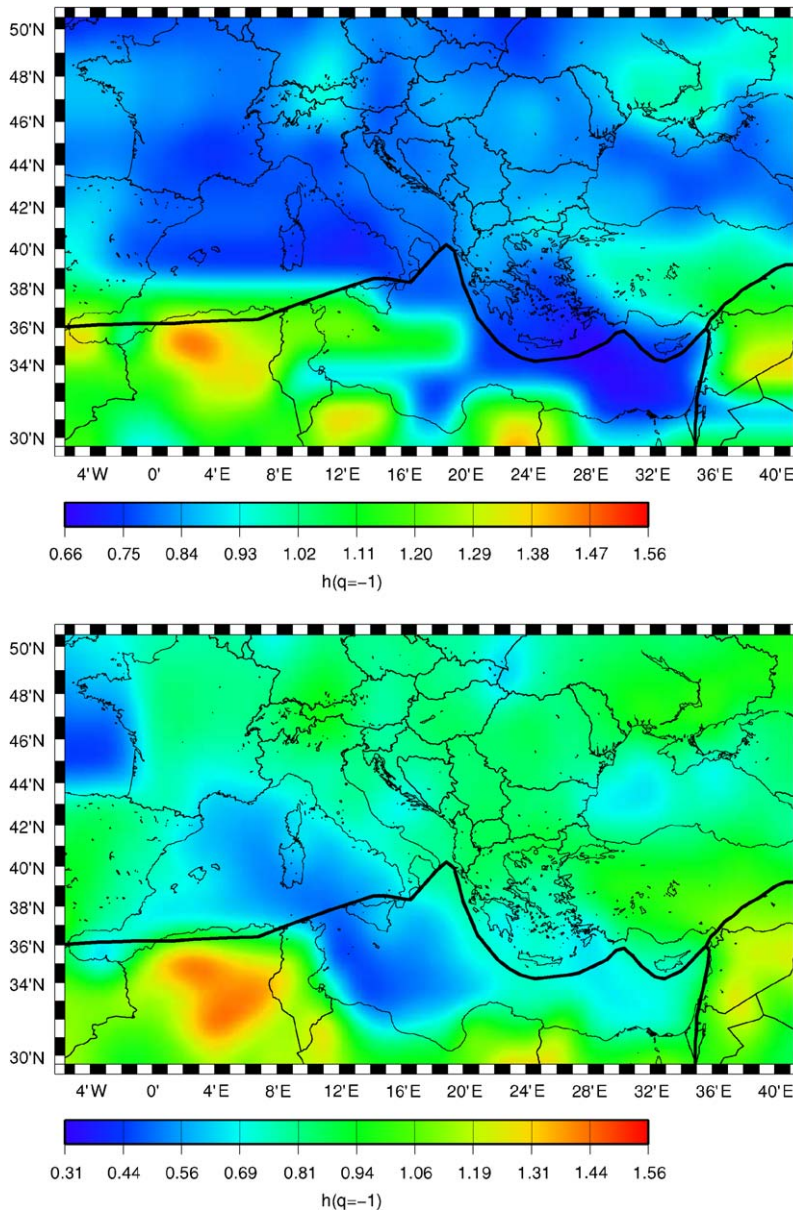 50'N
48'N
46'N
44'N
42'N
40'N
38'N
36'N
34'N
32'N
30'N
4'W 0' 4'E 8'E 12'E 16'E 20'E 24'E 28'E 32'E 36'E 40'E
0.66 0.75 0.84 0.93 1.02 1.11 1.20 1.29 1.38 1.47 1.56
h(q=-1)
50'N
48'N
46'N
44'N
42'N
40'N
38'N
36'N
34'N
32'N
30'N
4'W 0' 4'E 8'E 12'E 16'E 20'E 24'E 28'E 32'E 36'E 40'E
0.31 0.44 0.56 0.69 0.81 0.94 1.06 1.19 1.31 1.44 1.56
h(q=-1)